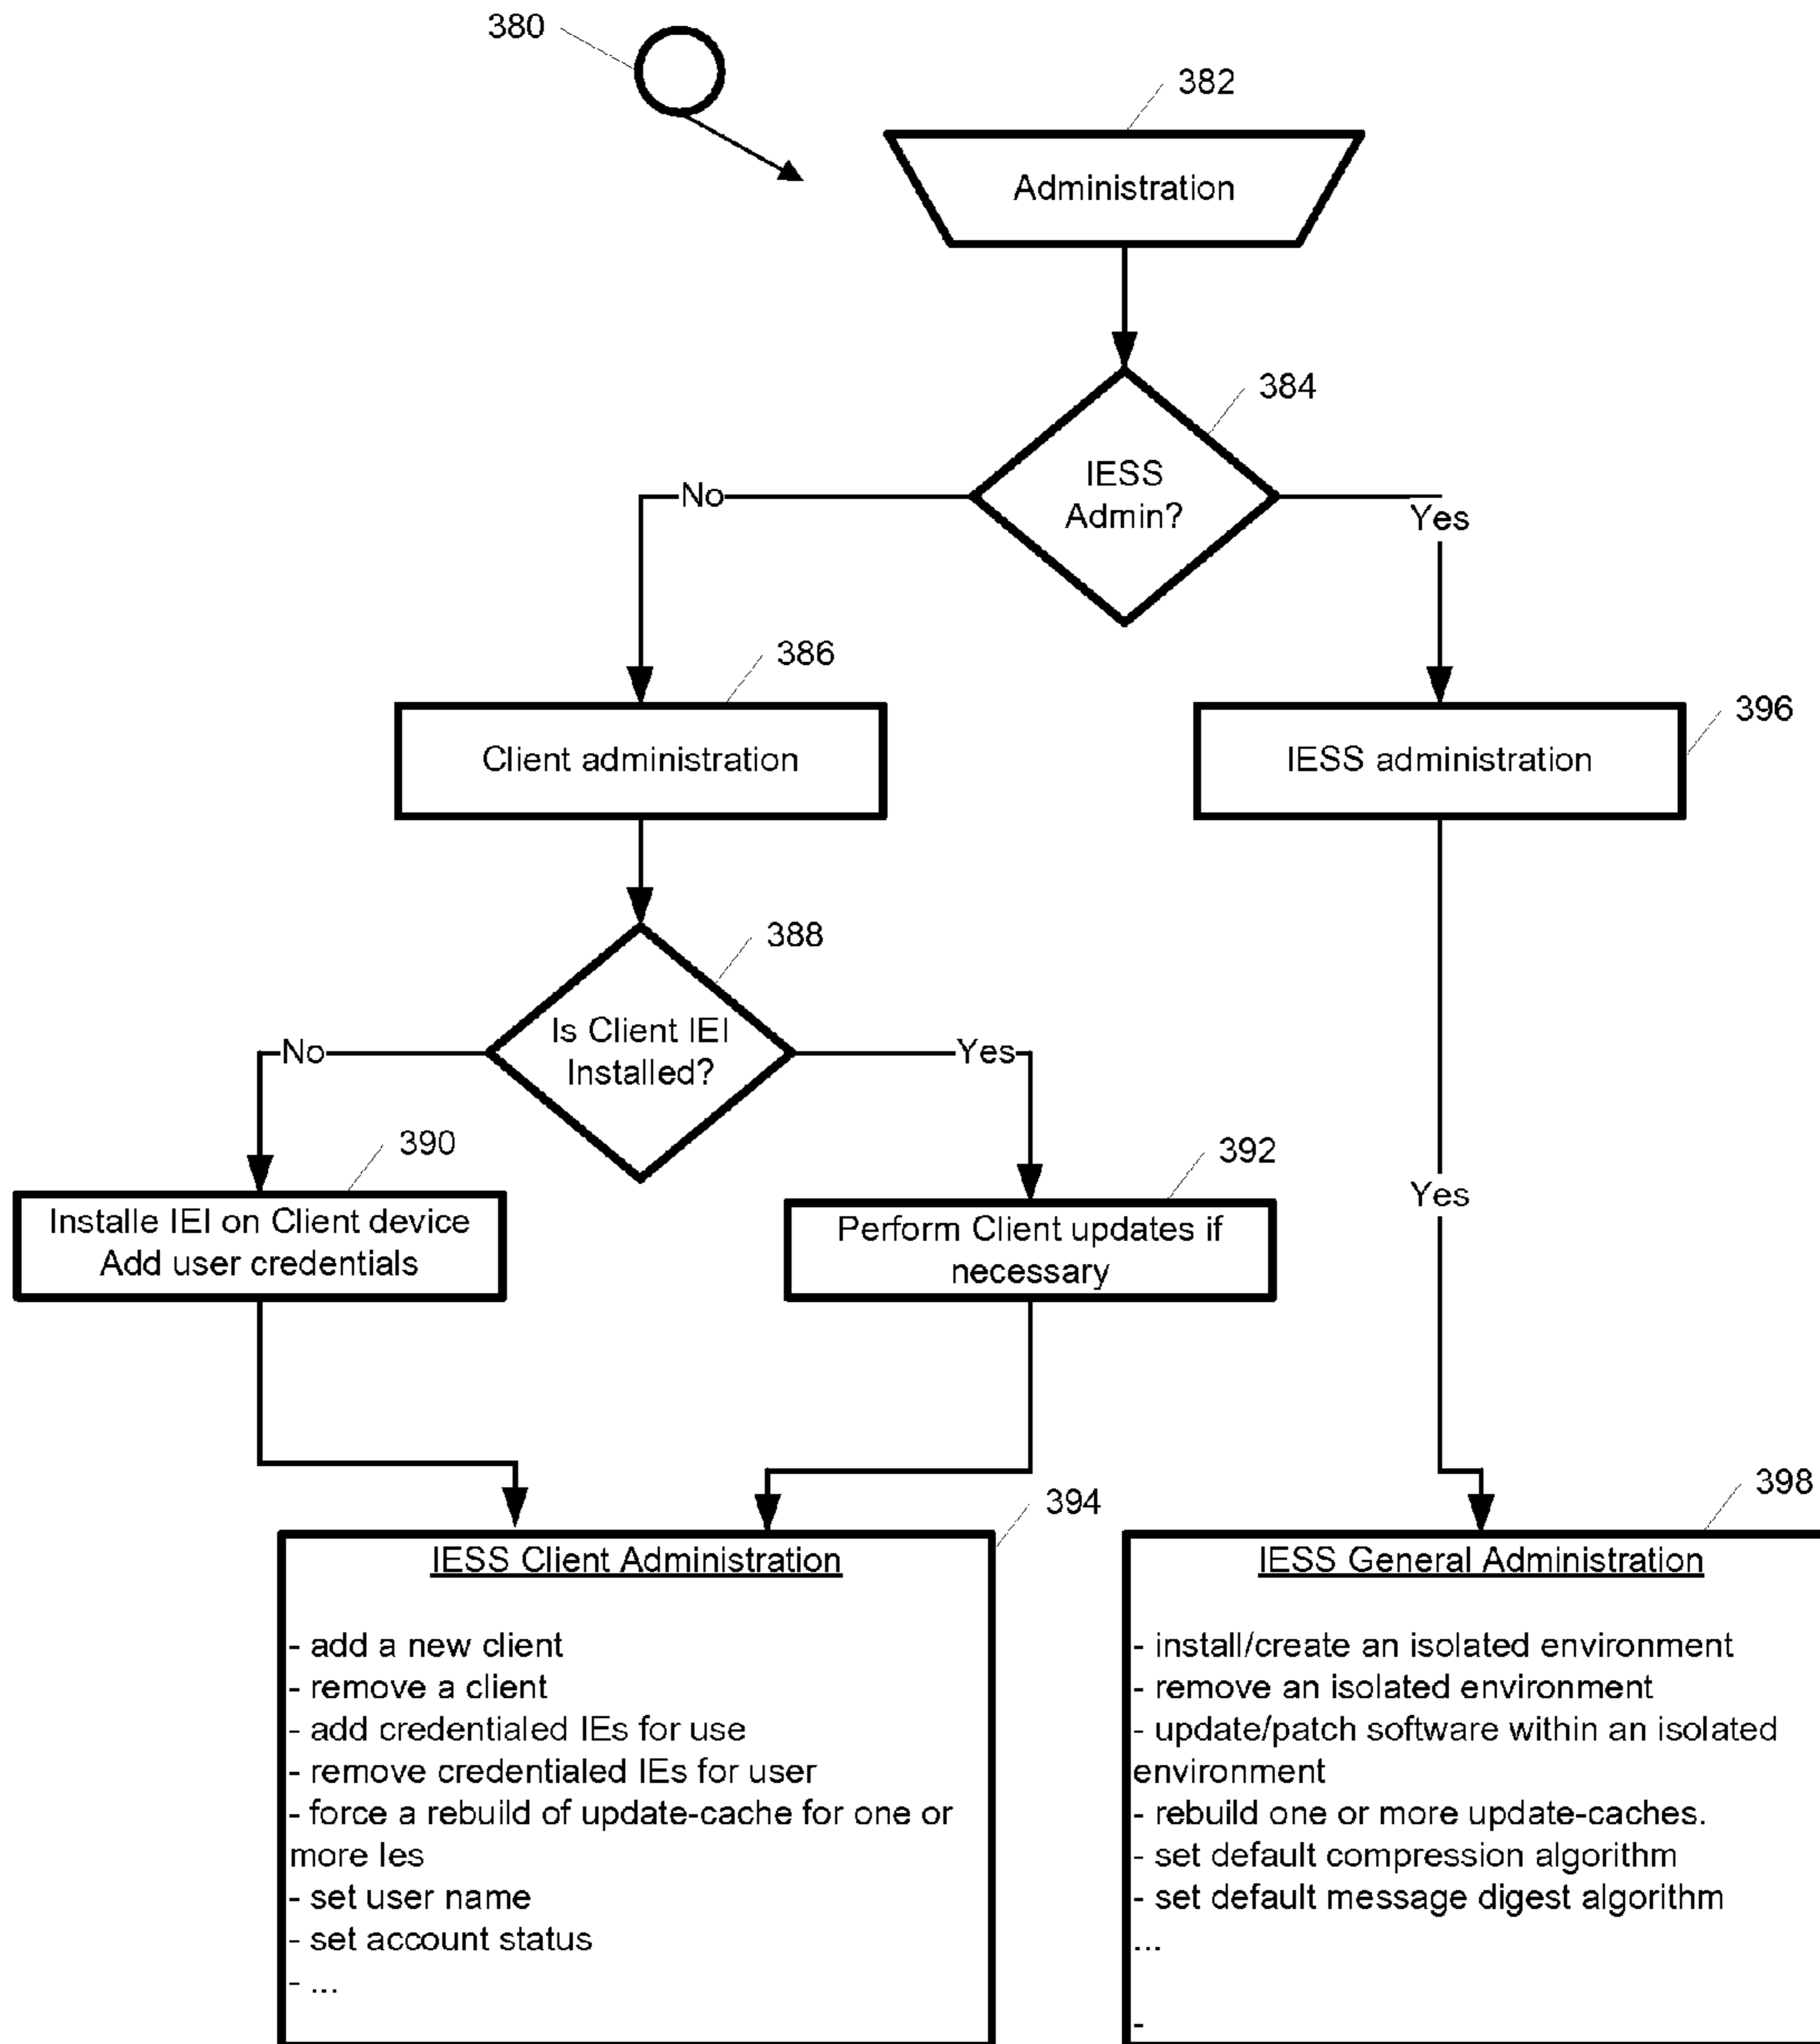 380
382
Administration
384
IESS
Admin?
No
Yes
386
Client administration
396
IESS administration
388
Is Client IEI
Installed?
No
Yes
390
Installe IEI on Client device
Add user credentials
392
Perform Client updates if
necessary
Yes
394
IESS Client Administration
- add a new client
- remove a client
- add credentialed IEs for use
- remove credentialed IEs for user
- force a rebuild of update-cache for one or
more Ies
- set user name
- set account status
- ...
398
IESS General Administration
- install/create an isolated environment
- remove an isolated environment
- update/patch software within an isolated
environment
- rebuild one or more update-caches.
- set default compression algorithm
- set default message digest algorithm
...
-